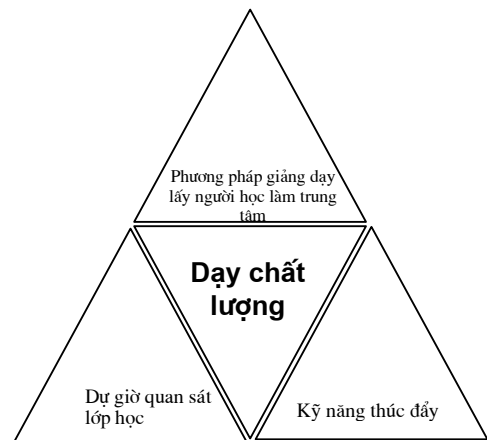 Phương pháp giảng dạy
lấy người học làm trung
tâm
Dạy chất
lượng
Dự giờ quan sát
lớp học
Kỹ năng thúc đẩy